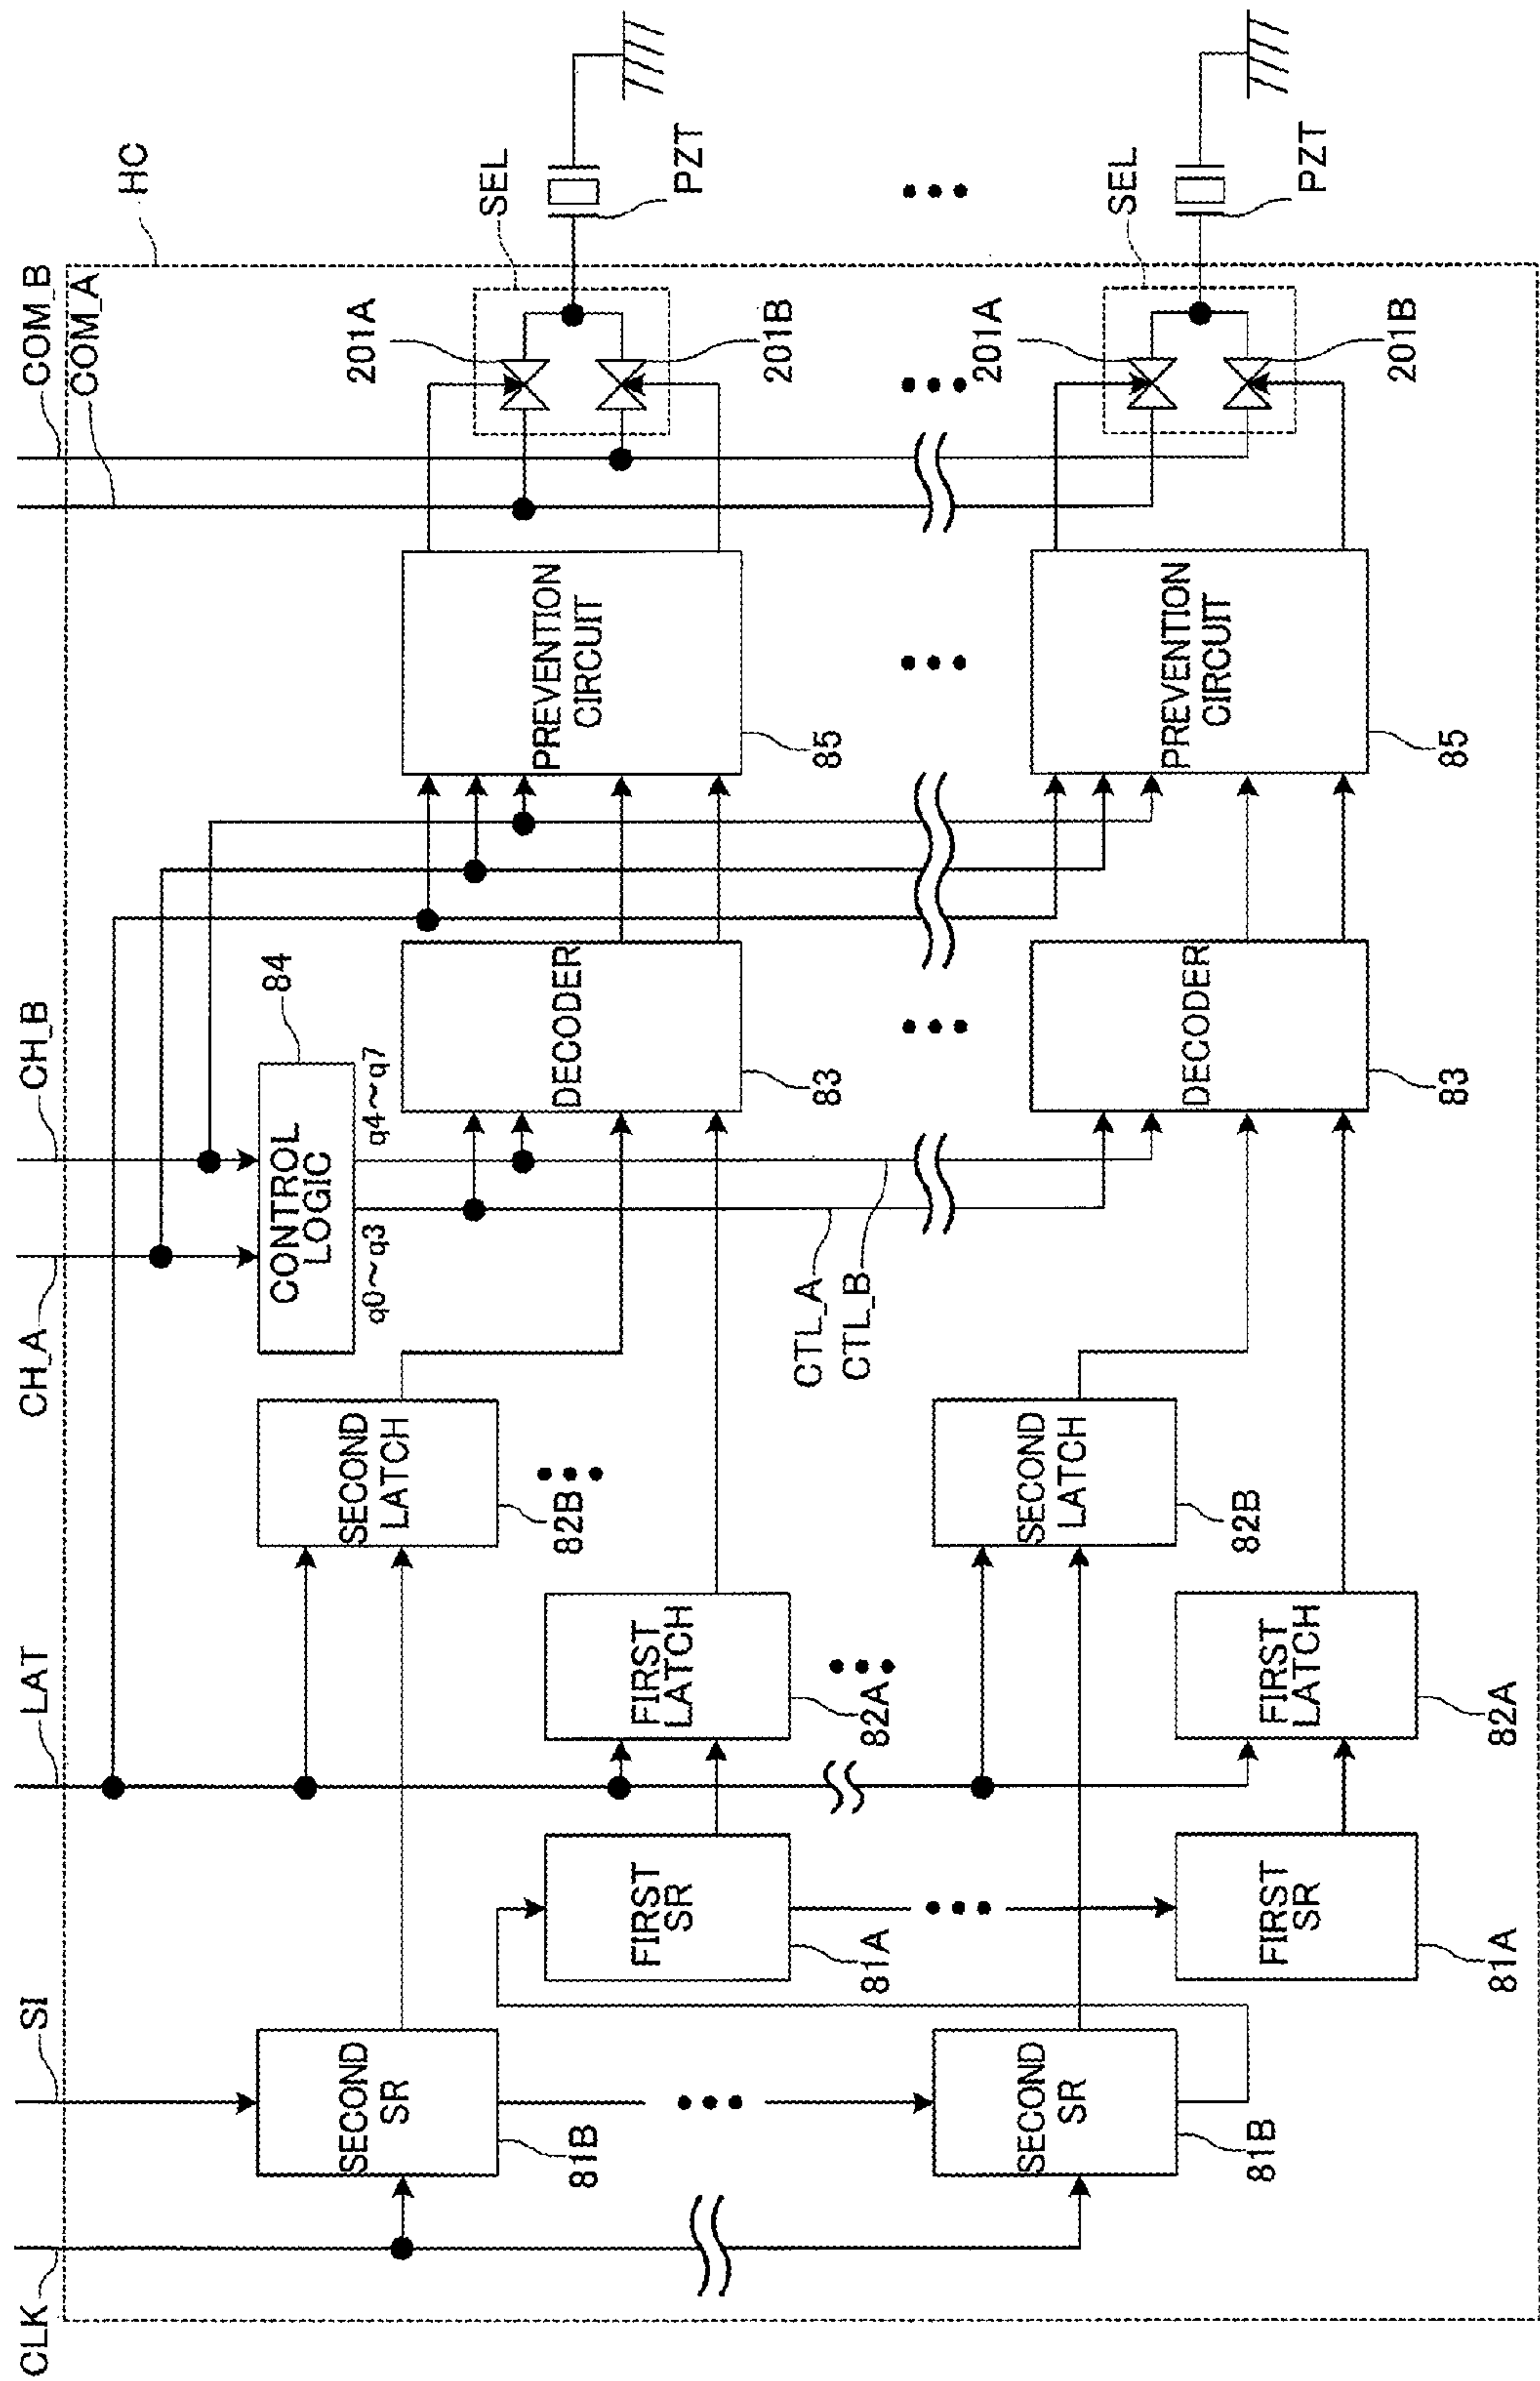 CLK
SI
LAT
CH_A
CH_B
COM_B
COM_A
HC
SECOND
SR
81B
SECOND
LATCH
82B
CONTROL
LOGIC
84
q0~q3
q4~q7
FIRST
SR
81A
FIRST
LATCH
82A
DECODER
83
PREVENTION
CIRCUIT
85
201A
201B
SEL
PZT
CTL_A
CTL_B
SECOND
SR
81B
SECOND
LATCH
82B
FIRST
SR
81A
FIRST
LATCH
82A
DECODER
83
PREVENTION
CIRCUIT
85
201A
201B
SEL
PZT